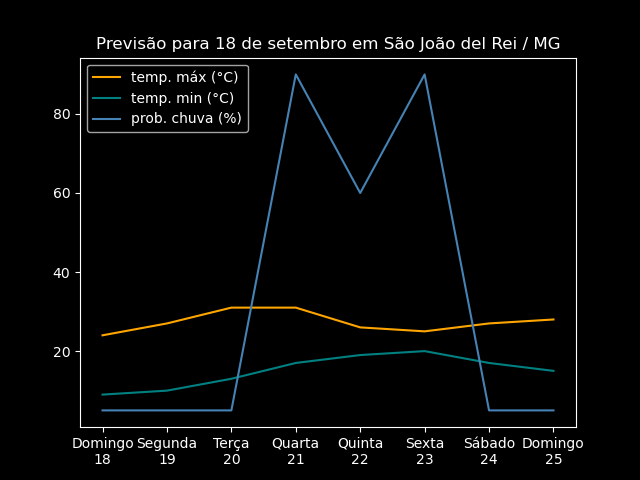 Previsão para 18 de setembro em São João del Rei / MG
temp. máx (°C)
temp. min (°C)
prob. chuva (%)
80
60
40
20
Domingo Segunda Terça Quarta Quinta Sexta Sábado Domingo
18 19 20 21 22 23 24 25